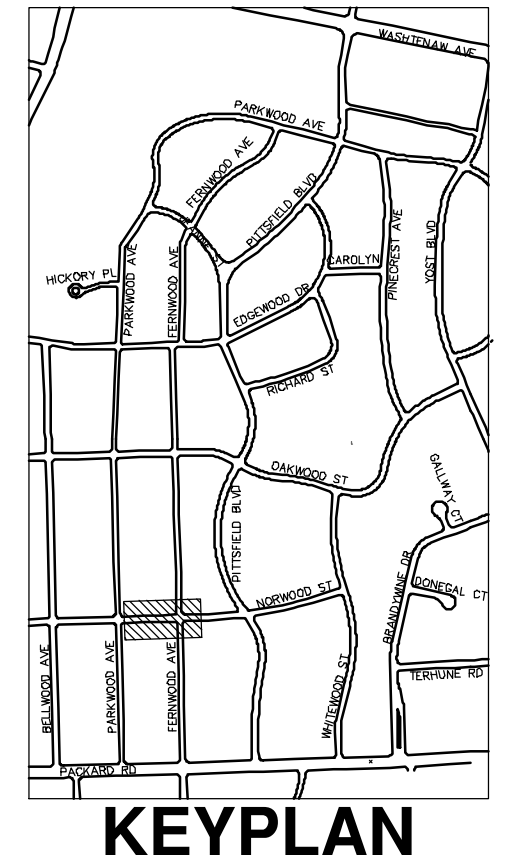 WASHTENAW AVE
PARKWOOD AVE
FERNWOOD AVE
PITTSFIELD BLVD
HICKORY PL
PARKWOOD AVE
FERNWOOD AVE
CAROLYN
PINECREST AVE
YOST BLVD
EDGEWOOD DR
RICHARD ST
OAKWOOD ST
GALLWAY CT
PITTSFIELD BLVD
NORWOOD ST
BRANDYWINE DR
DONEGAL CT
BELLWOOD AVE
PARKWOOD AVE
FERNWOOD AVE
WHITEWOOD ST
TERHUNE RD
PACKARD RD
KEYPLAN